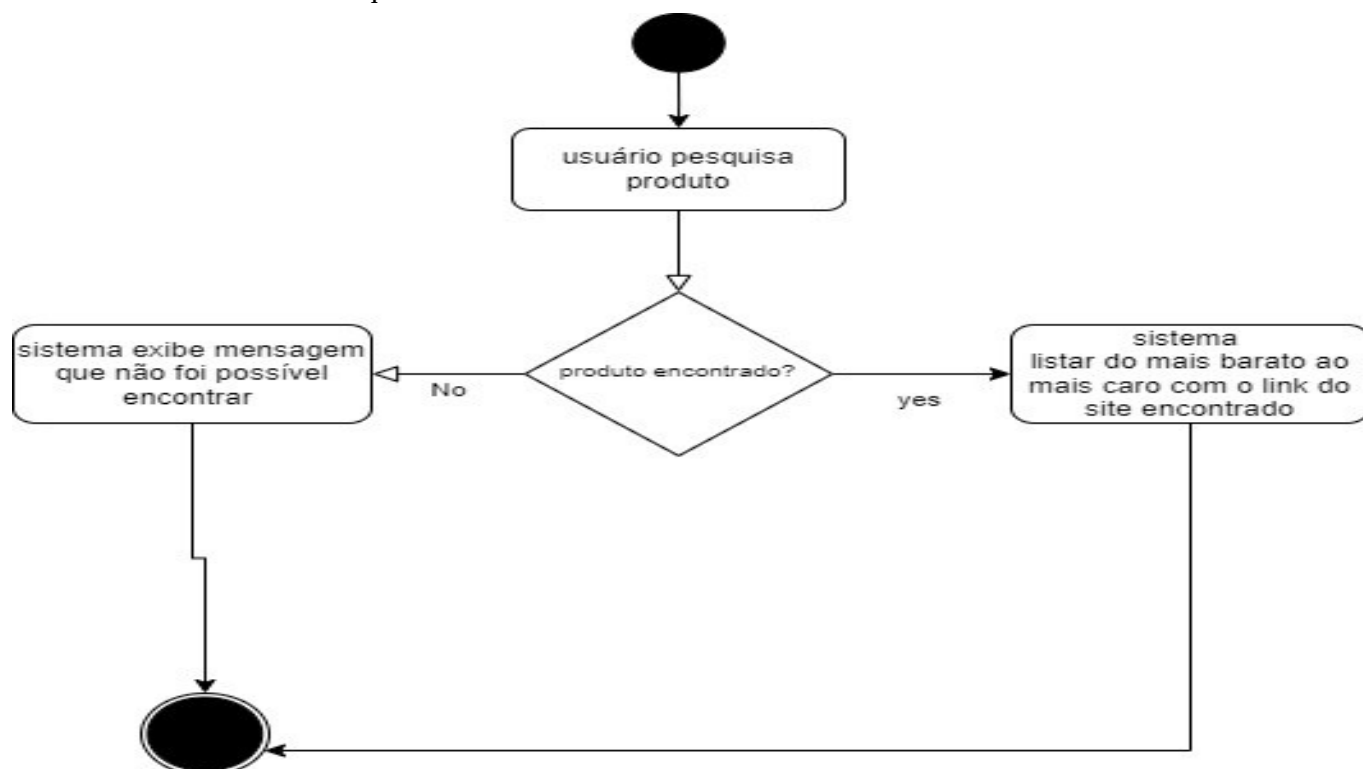 usuário pesquisa
produto
produto encontrado?
sistema exibe mensagem
que não foi possível
encontrar
No
yes
sistema
listar do mais barato ao
mais caro com o link do
site encontrado